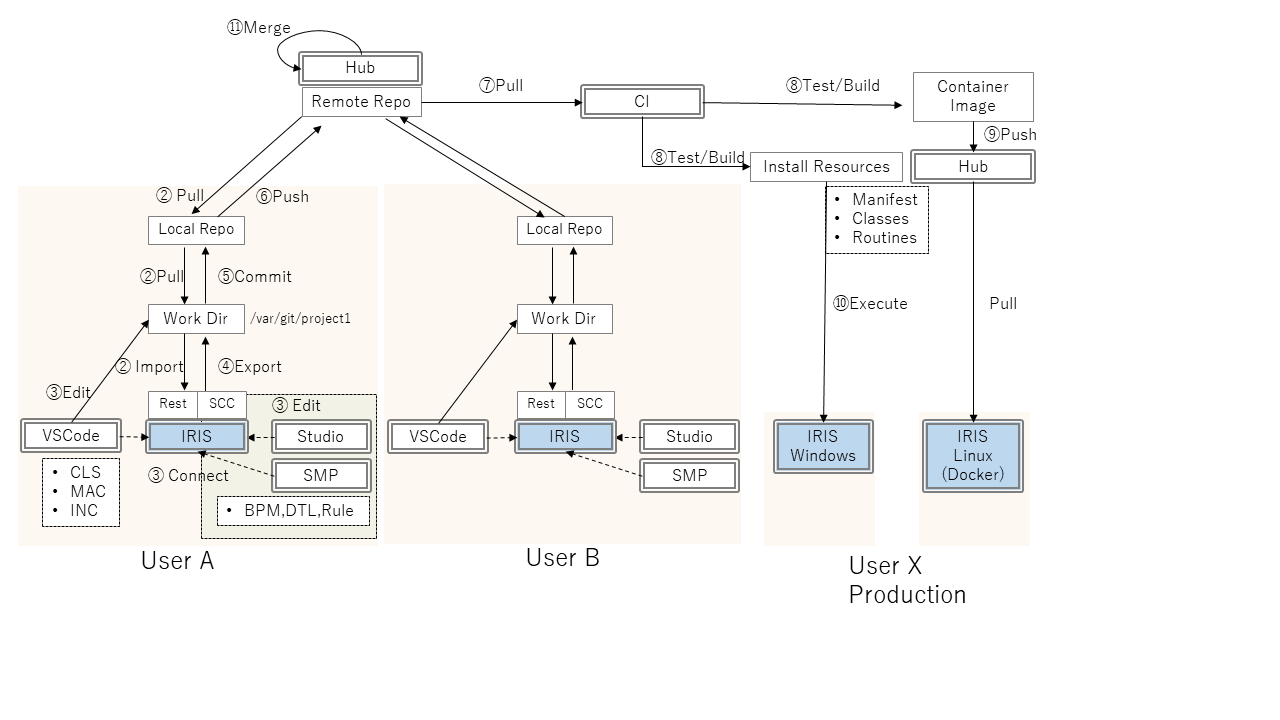 ⑪Merge
Hub
Remote Repo
⑦Pull
CI
⑧Test/Build
Container
Image
⑨Push
⑧Test/Build
Install Resources
Hub
• Manifest
• Classes
• Routines
② Pull
⑥Push
Local Repo
Local Repo
②Pull
⑤Commit
⑩Execute
Pull
Work Dir
/var/git/project1
Work Dir
② Import
④Export
③Edit
Rest
SCC
③ Edit
Rest
SCC
VSCode
IRIS
Studio
VSCode
IRIS
Studio
IRIS
Windows
IRIS
Linux
(Docker)
③ Connect
SMP
SMP
• CLS
• MAC
• INC
• BPM,DTL,Rule
User A
User B
User X
Production